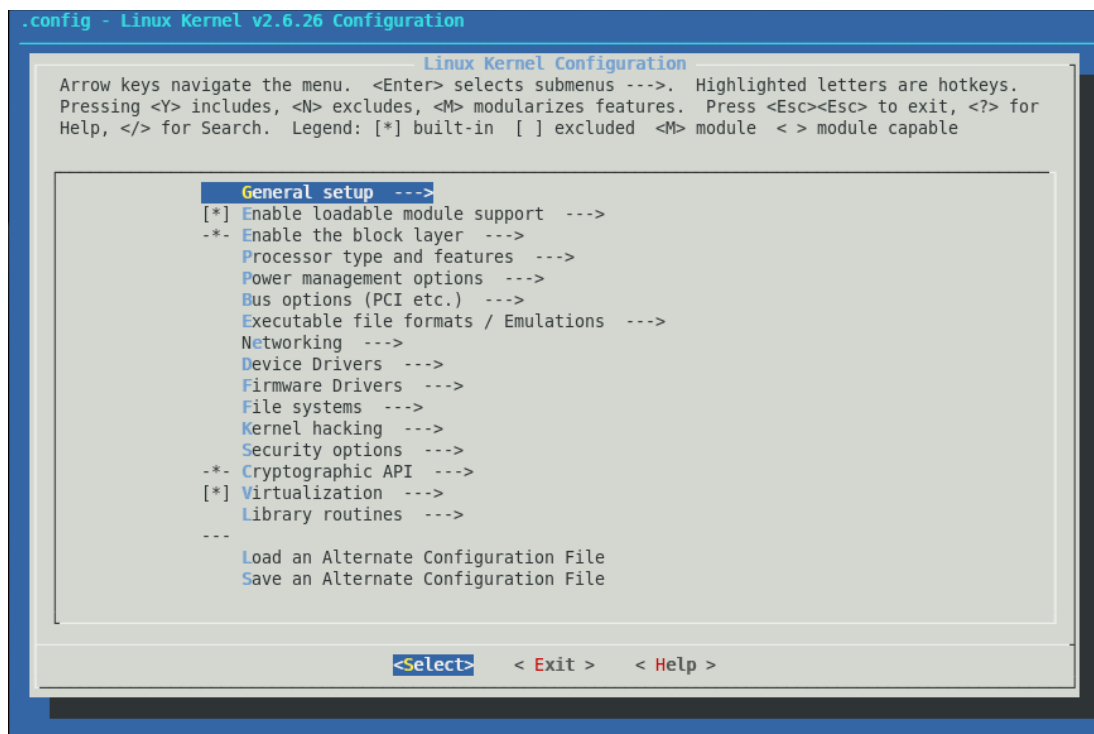 .config - Linux Kernel v2.6.26 Configuration
Linux Kernel Configuration
Arrow keys navigate the menu.  <Enter> selects submenus --->.  Highlighted letters are hotkeys.
Pressing <Y> includes, <N> excludes, <M> modularizes features.  Press <Esc><Esc> to exit, <?> for
Help, </> for Search.  Legend: [*] built-in  [ ] excluded  <M> module  < > module capable
General setup  --->
[*] Enable loadable module support  --->
-*- Enable the block layer  --->
Processor type and features  --->
Power management options  --->
Bus options (PCI etc.)  --->
Executable file formats / Emulations  --->
Networking  --->
Device Drivers  --->
Firmware Drivers  --->
File systems  --->
Kernel hacking  --->
Security options  --->
-*- Cryptographic API  --->
[*] Virtualization  --->
Library routines  --->
---
Load an Alternate Configuration File
Save an Alternate Configuration File
<Select>    < Exit >    < Help >